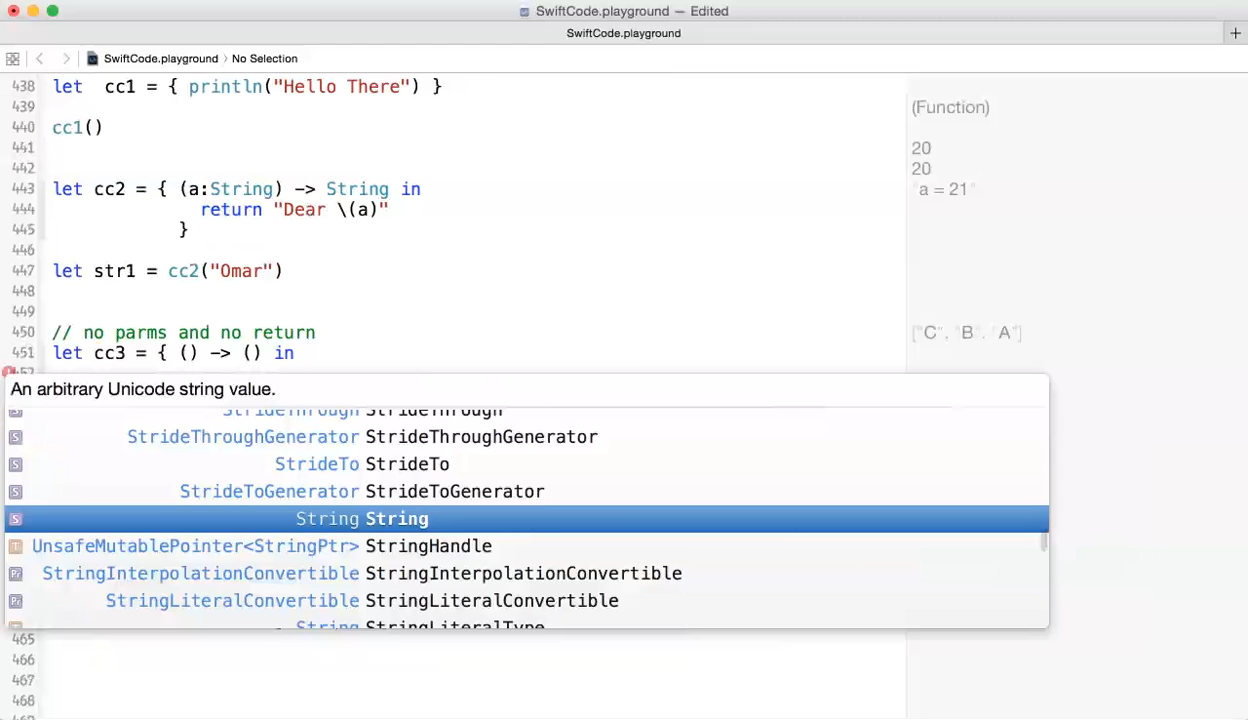 SwiftCode.playground — Edited
SwiftCode.playground
SwiftCode.playground › No Selection
438 let  cc1 = { println("Hello There") }
439 (Function)
440 cc1()
441 20
442 20
443 let cc2 = { (a:String) -> String in "a = 21"
444 return "Dear \(a)"
445 }
446
447 let str1 = cc2("Omar")
448
449
450 // no parms and no return ["C", "B", "A"]
451 let cc3 = { () -> () in
An arbitrary Unicode string value.
StrideThrough StrideThrough
StrideThroughGenerator StrideThroughGenerator
StrideTo StrideTo
StrideToGenerator StrideToGenerator
String String
UnsafeMutablePointer<StringPtr> StringHandle
StringInterpolationConvertible StringInterpolationConvertible
StringLiteralConvertible StringLiteralConvertible
String StringLiteralType
465
466
467
468